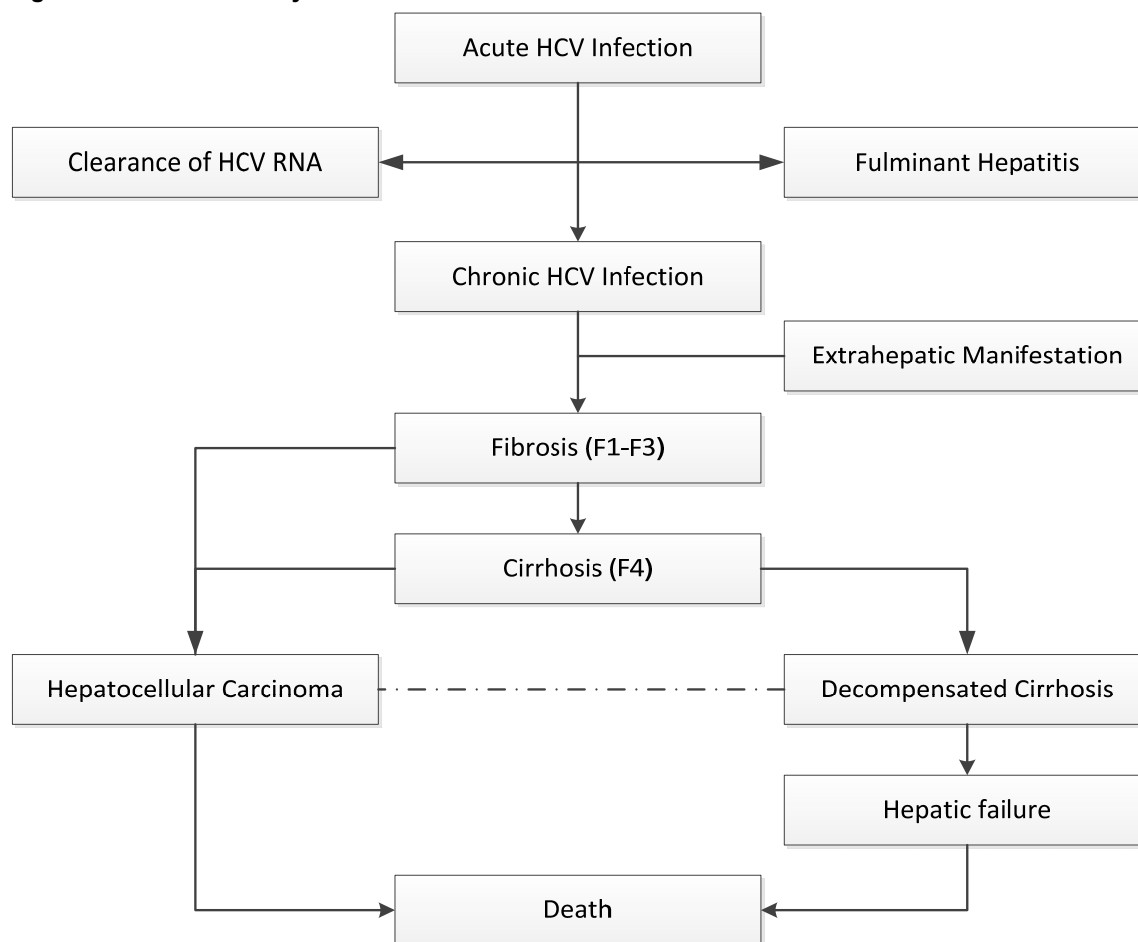 Acute HCV Infection
Clearance of HCV RNA
Fulminant Hepatitis
Chronic HCV Infection
Extrahepatic Manifestation
Fibrosis (F1-F3)
Cirrhosis (F4)
Hepatocellular Carcinoma
Decompensated Cirrhosis
Hepatic failure
Death